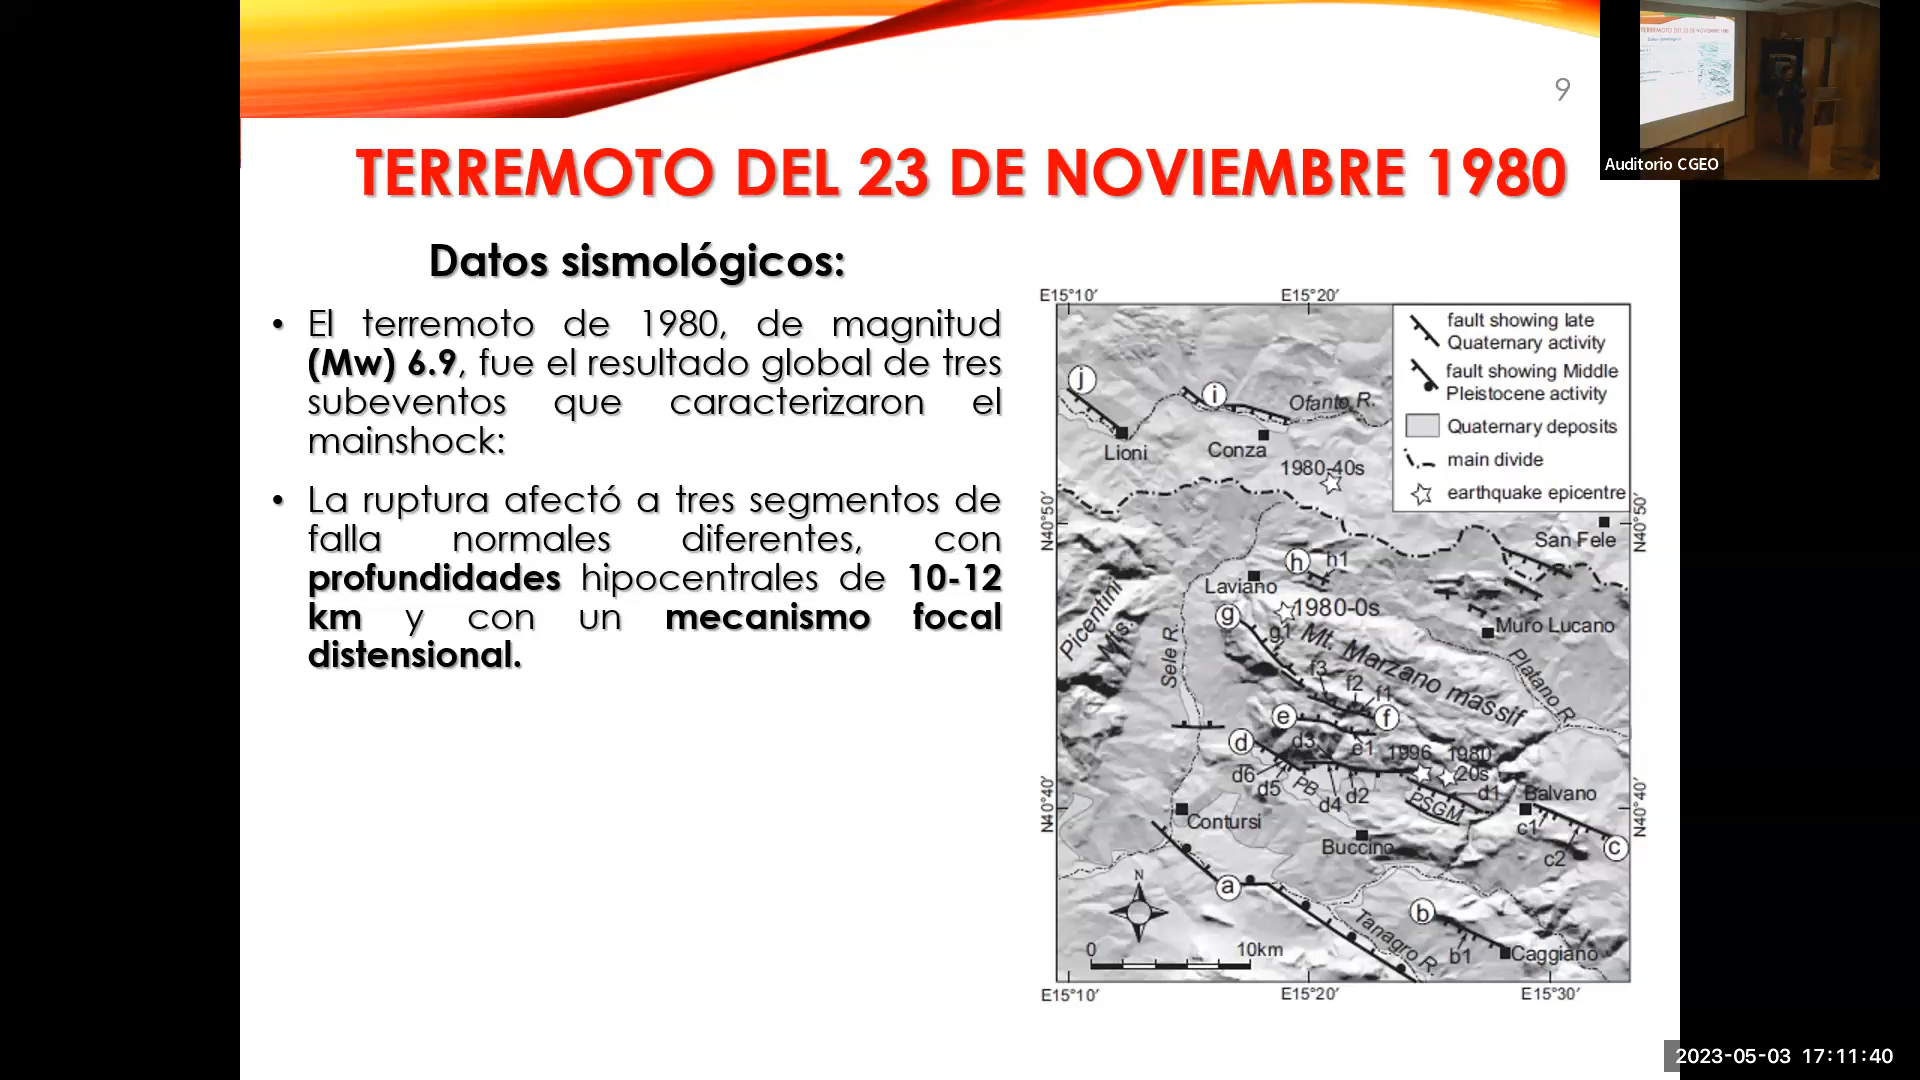 9
Auditorio CGEO
TERREMOTO DEL 23 DE NOVIEMBRE 1980
Datos sismológicos:
• El terremoto de 1980, de magnitud
(Mw) 6.9, fue el resultado global de tres
subeventos que caracterizaron el
mainshock:
• La ruptura afectó a tres segmentos de
falla normales diferentes, con
profundidades hipocentrales de 10-12
km y con un mecanismo focal
distensional.
E15°10′ E15°20′
fault showing late
Quaternary activity
fault showing Middle
Pleistocene activity
Quaternary deposits
main divide
earthquake epicentre
j
i
Ofanto R.
Lioni
Conza
1980-40s
N40°50′
N40°50′
San Fele
h h1
Laviano
1980-0s
g
g1
Muro Lucano
Picentini
Mts.
Sele R.
Mt. Marzano massif
Platano R.
f3
f2
f1
e
f
d
d3
e1
1996
1980
20s
d6
d5
PB
d4
d2
d1
PSGM
Balvano
N40°40′
N40°40′
Contursi
c1
Buccino
c2
c
N
a
b
Tanagro R.
0 10km
b1
Caggiano
E15°10′ E15°20′ E15°30′
2023-05-03 17:11:40